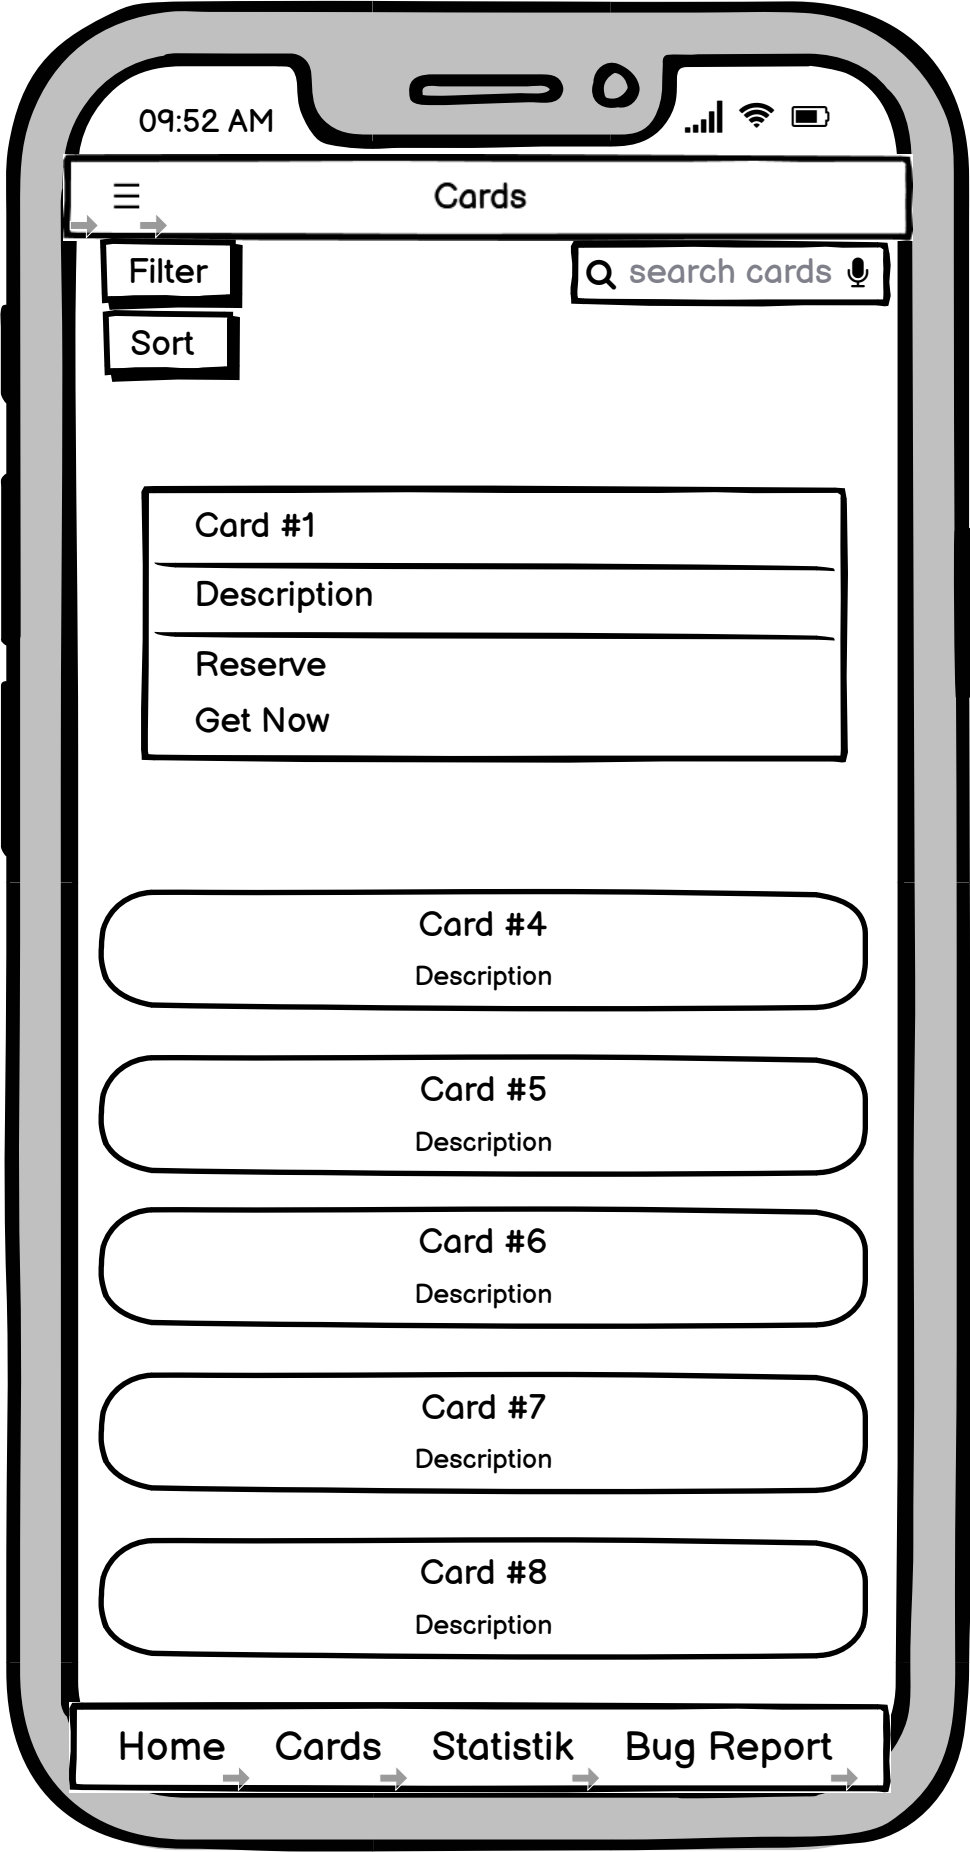 09:52 AM
Cards
Filter
search cards
Sort
Card #1
Description
Reserve
Get Now
Card #4
Description
Card #5
Description
Card #6
Description
Card #7
Description
Card #8
Description
Home Cards Statistik Bug Report